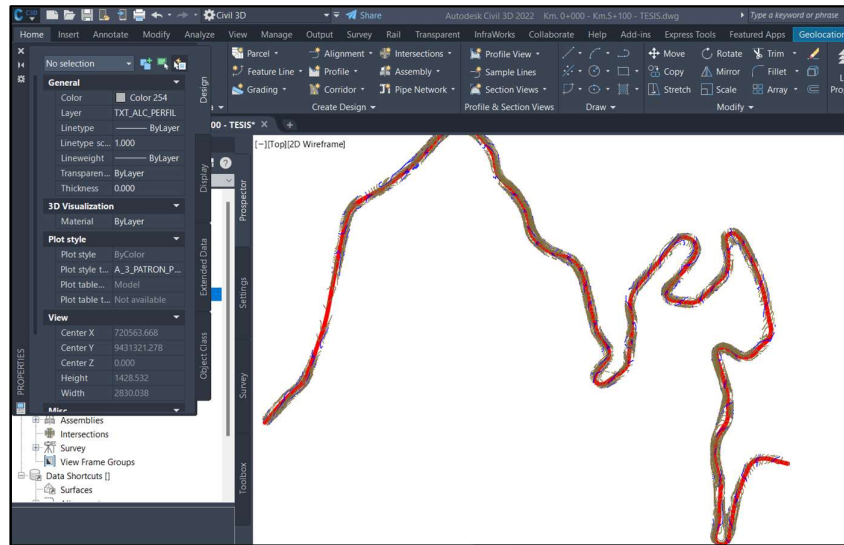 Civil 3D
Share
Autodesk Civil 3D 2022 Km. 0+000 - Km.5+100 - TESIS.dwg
Type a keyword or phrase
Home Insert Annotate Modify Analyze View Manage Output Survey Rail Transparent InfraWorks Collaborate Help Add-ins Express Tools Featured Apps Geolocatio
No selection
General
Color Color 254
Layer TXT_ALC_PERFIL
Linetype ByLayer
Linetype sc... 1.000
Lineweight ByLayer
Transparen... ByLayer
Thickness 0.000
3D Visualization
Material ByLayer
Plot style
Plot style ByColor
Plot style t... A_3_PATRON_P...
Plot table... Model
Plot table t... Not available
View
Center X 720563.668
Center Y 9431321.278
Center Z 0.000
Height 1428.532
Width 2830.038
Misc
PROPERTIES
Design
Display
Extended Data
Object Class
Parcel Alignment Intersections Profile View Move Rotate Trim
Feature Line Profile Assembly Sample Lines Copy Mirror Fillet
Grading Corridor Pipe Network Section Views Stretch Scale Array
Create Design Profile & Section Views Draw Modify
00 - TESIS*
[−][Top][2D Wireframe]
Prospector
Settings
Survey
Toolbox
Assemblies
Intersections
Survey
View Frame Groups
Data Shortcuts []
Surfaces